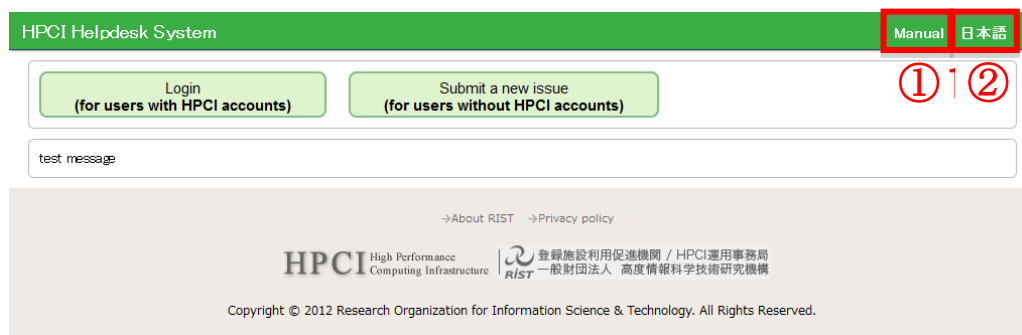 HPCI Helpdesk System
Manual 日本語
① ②
Login
(for users with HPCI accounts)
Submit a new issue
(for users without HPCI accounts)
test message
→About RIST →Privacy policy
HPCI High Performance
Computing Infrastructure
RIST 登録施設利用促進機関 / HPCI運用事務局
一般財団法人 高度情報科学技術研究機構
Copyright © 2012 Research Organization for Information Science & Technology. All Rights Reserved.